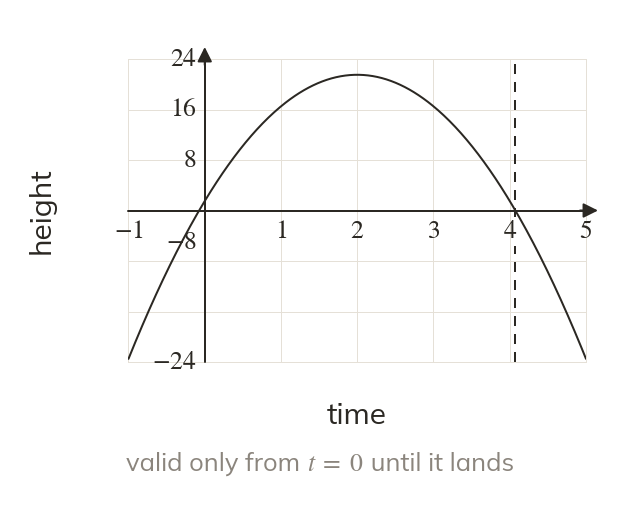 24
16
8
height
−1 1 2 3 4 5
−8
−24
time
valid only from t = 0 until it lands